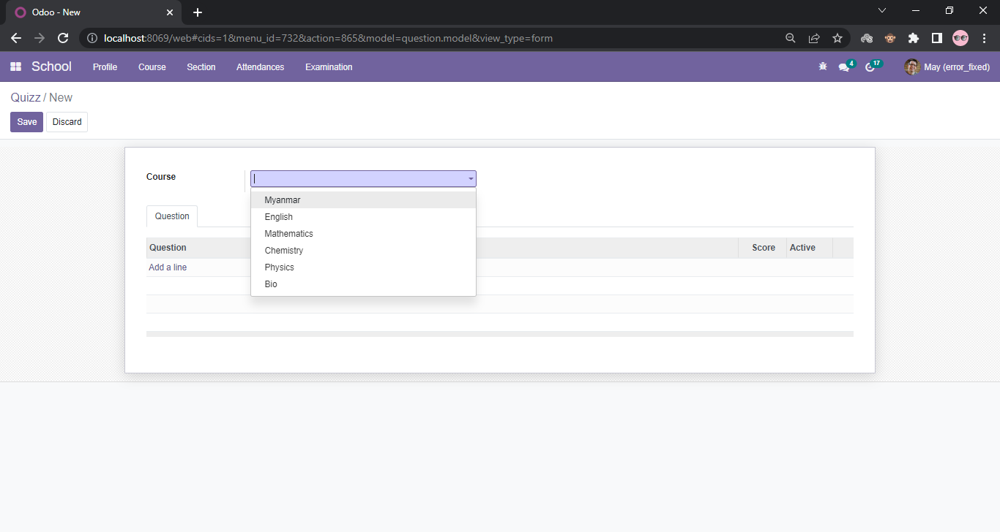 Odoo - New
localhost:8069/web#cids=1&menu_id=732&action=865&model=question.model&view_type=form
School Profile Course Section Attendances Examination 4 17 May (error_fixed)
Quizz / New
Save Discard
Course
Myanmar
English
Mathematics
Chemistry
Physics
Bio
Question
Question Score Active
Add a line